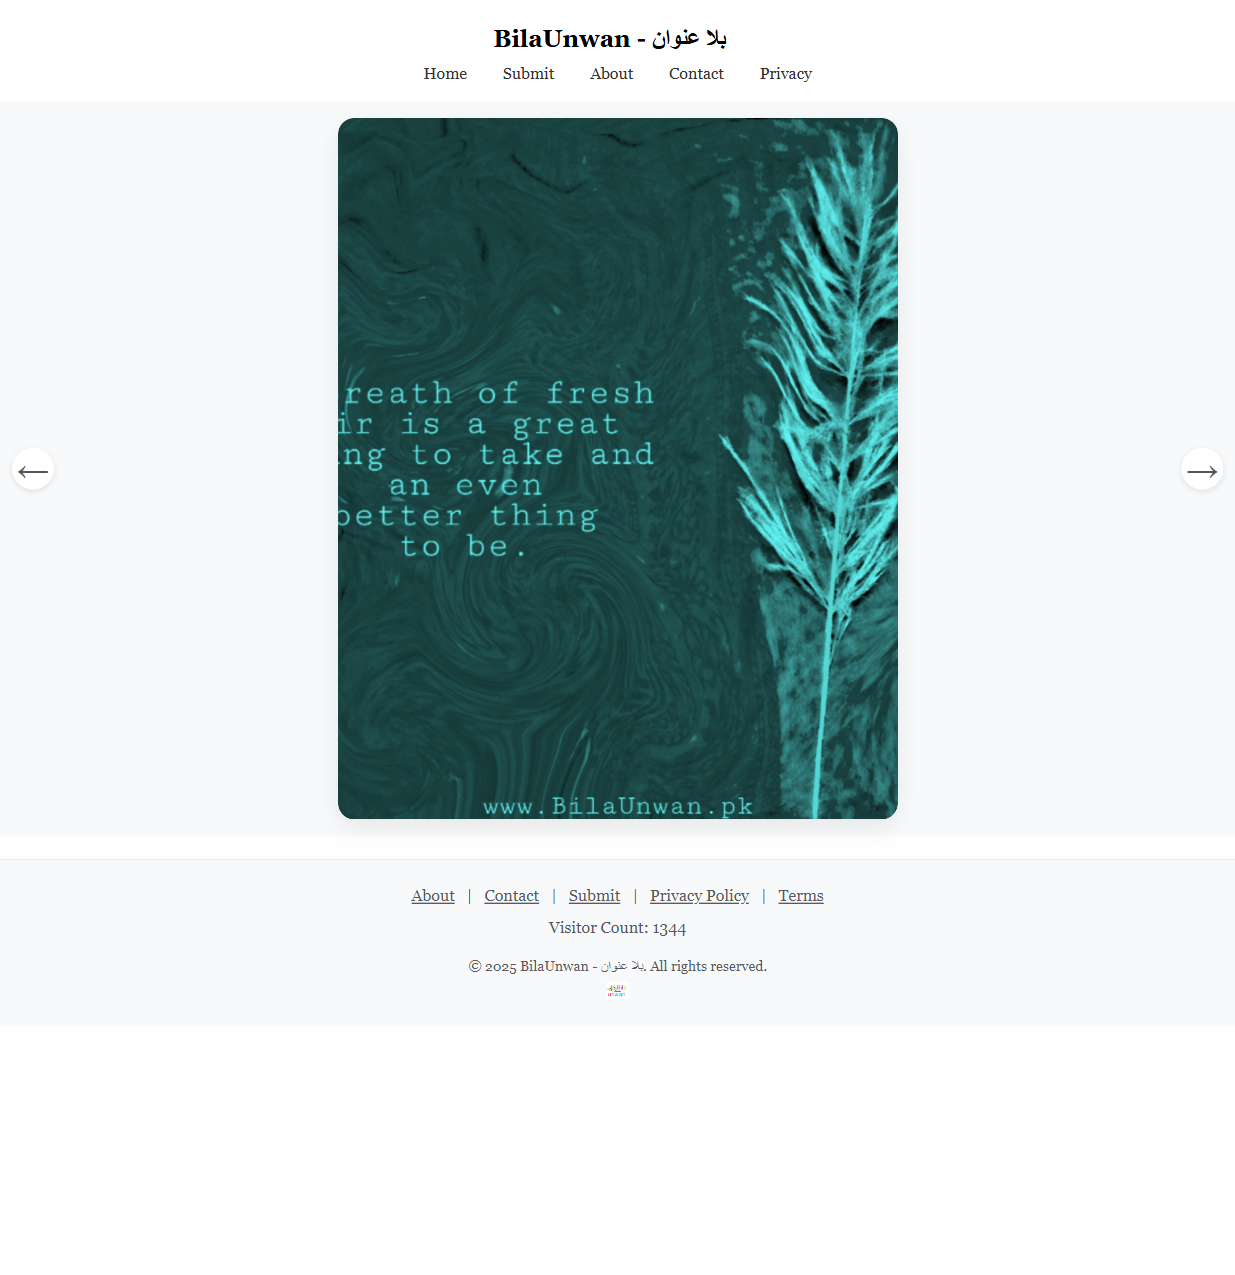 BilaUnwan - بلا عنوان
Home Submit About Contact Privacy
reath of fresh
ir is a great
ng to take and
an even
better thing
to be.
www.BilaUnwan.pk
←
→
About | Contact | Submit | Privacy Policy | Terms
Visitor Count: 1344
© 2025 BilaUnwan - بلا عنوان. All rights reserved.